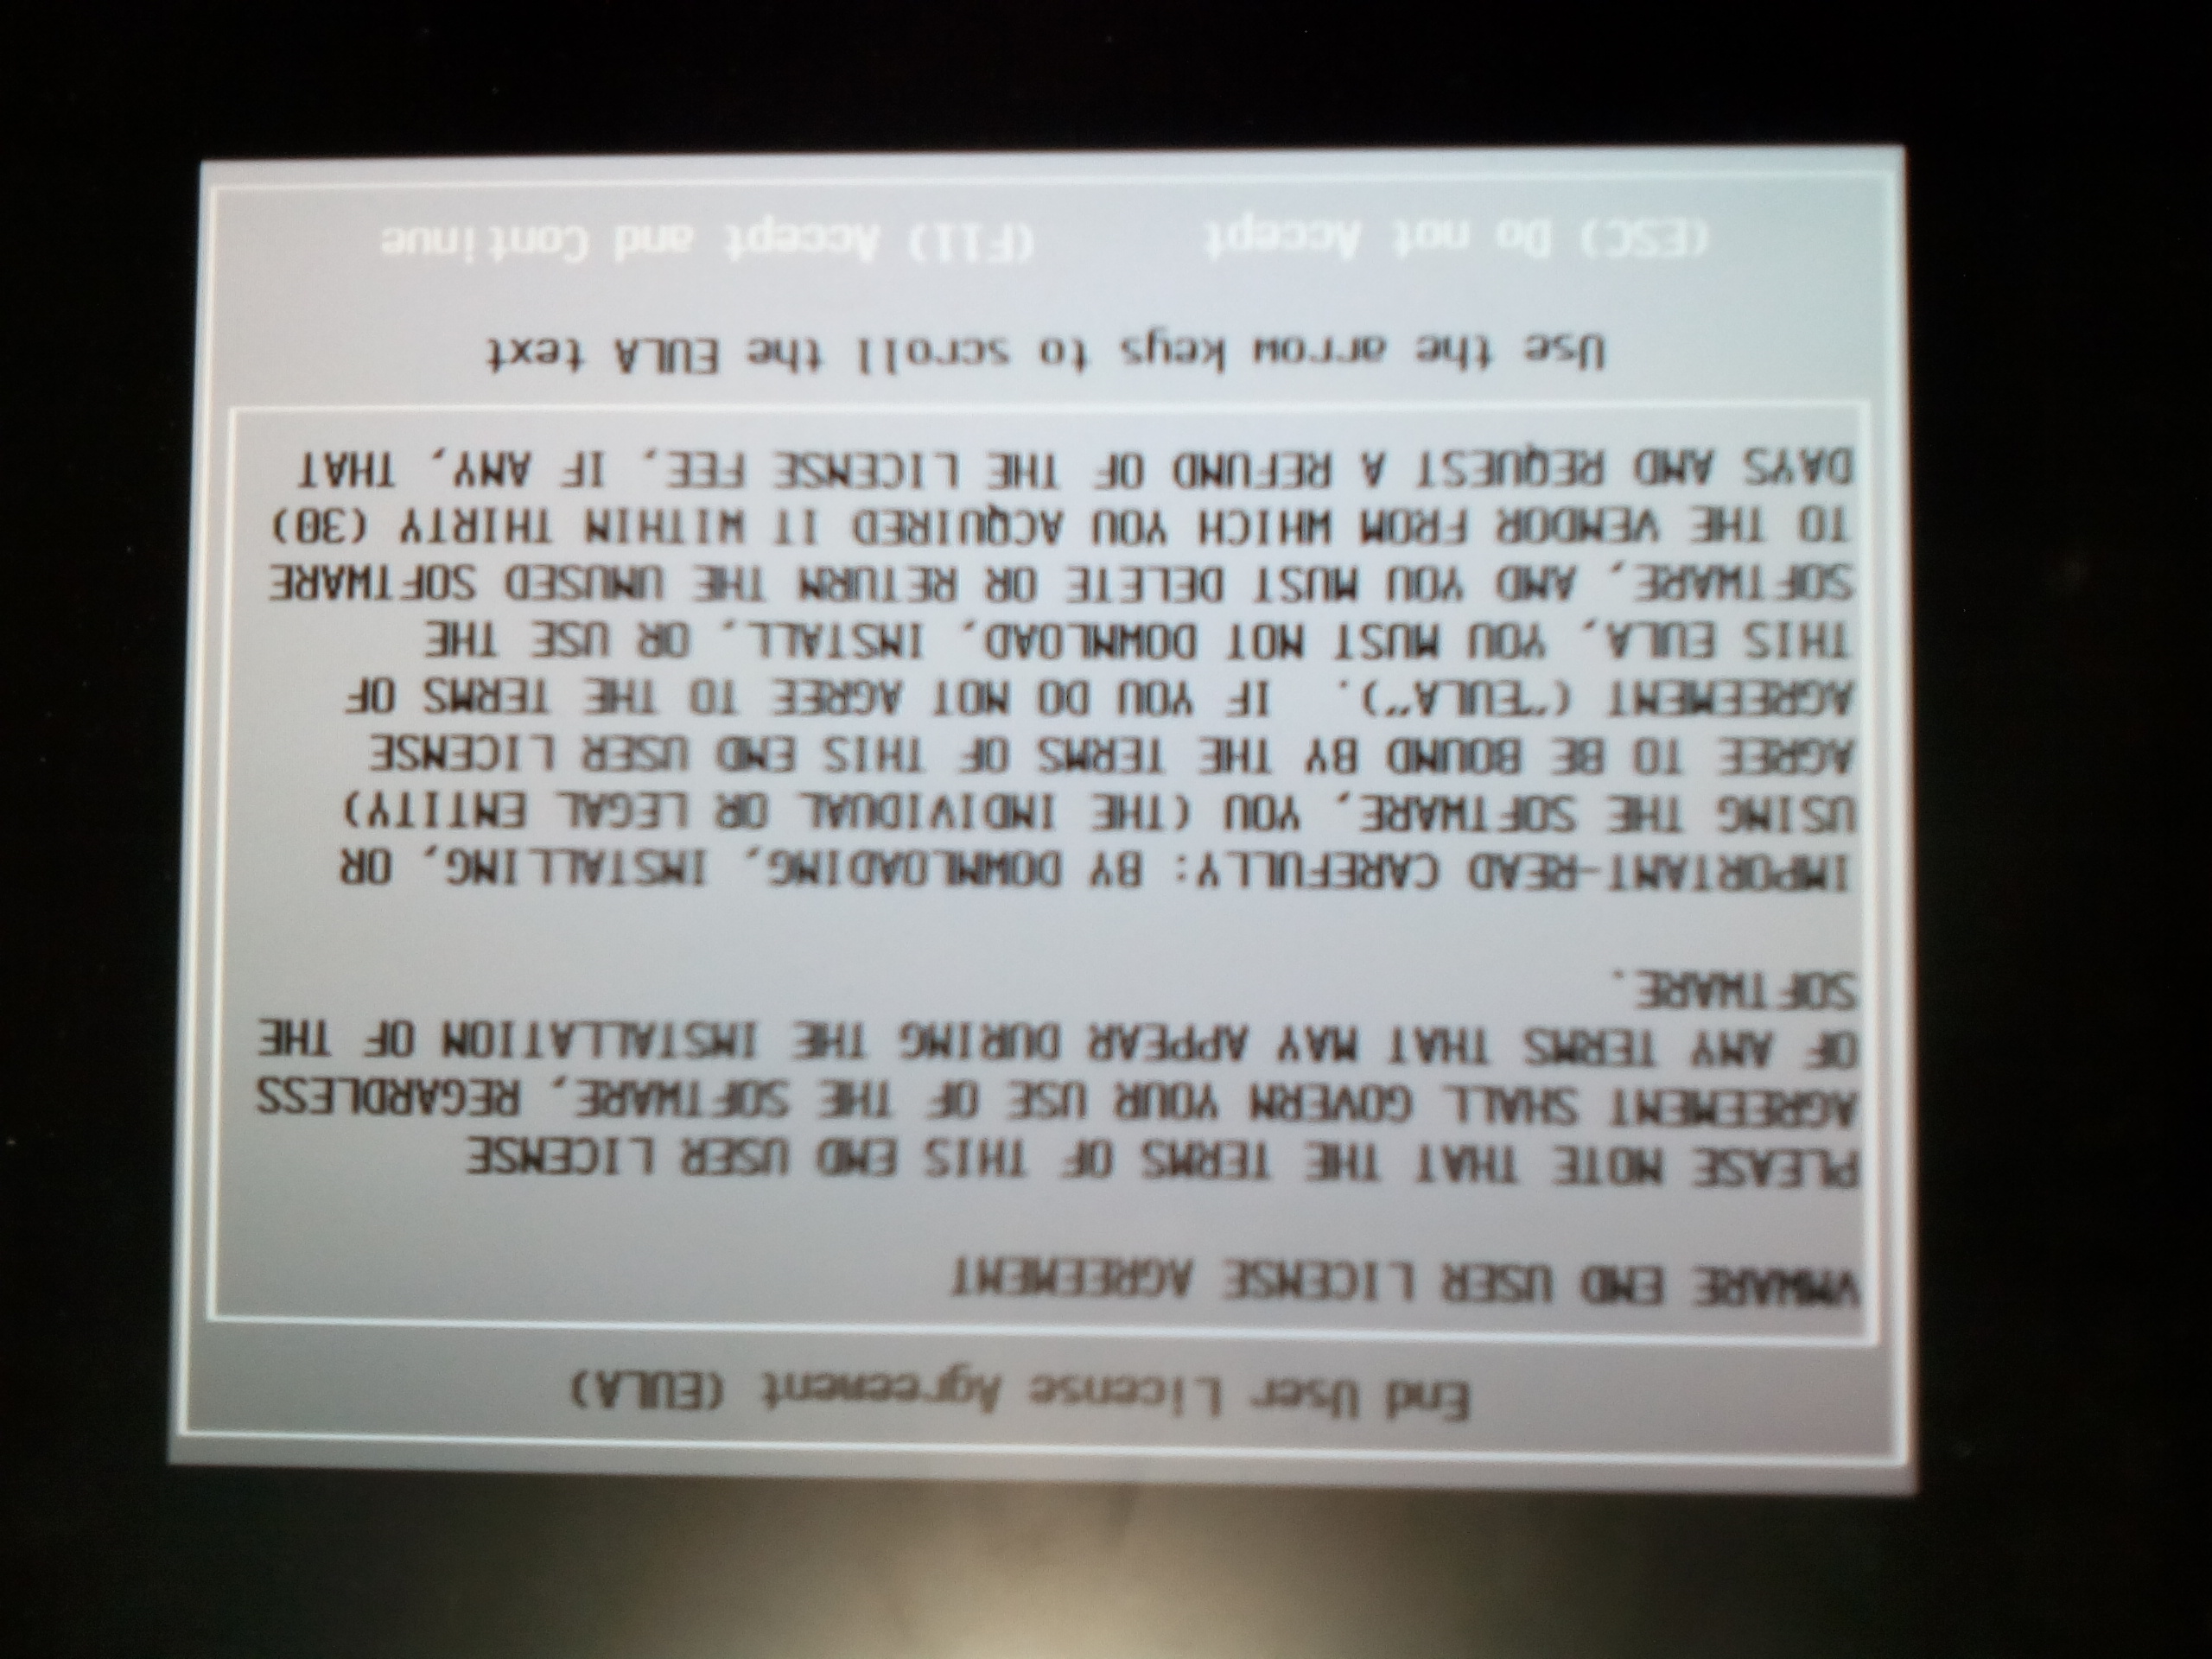 End User License Agreement (EULA)
VMWARE END USER LICENSE AGREEMENT
PLEASE NOTE THAT THE TERMS OF THIS END USER LICENSE
AGREEMENT SHALL GOVERN YOUR USE OF THE SOFTWARE, REGARDLESS
OF ANY TERMS THAT MAY APPEAR DURING THE INSTALLATION OF THE
SOFTWARE.
IMPORTANT-READ CAREFULLY: BY DOWNLOADING, INSTALLING, OR
USING THE SOFTWARE, YOU (THE INDIVIDUAL OR LEGAL ENTITY)
AGREE TO BE BOUND BY THE TERMS OF THIS END USER LICENSE
AGREEMENT ("EULA").  IF YOU DO NOT AGREE TO THE TERMS OF
THIS EULA, YOU MUST NOT DOWNLOAD, INSTALL, OR USE THE
SOFTWARE, AND YOU MUST DELETE OR RETURN THE UNUSED SOFTWARE
TO THE VENDOR FROM WHICH YOU ACQUIRED IT WITHIN THIRTY (30)
DAYS AND REQUEST A REFUND OF THE LICENSE FEE, IF ANY, THAT
Use the arrow keys to scroll the EULA text
(ESC) Do not Accept (F11) Accept and Continue